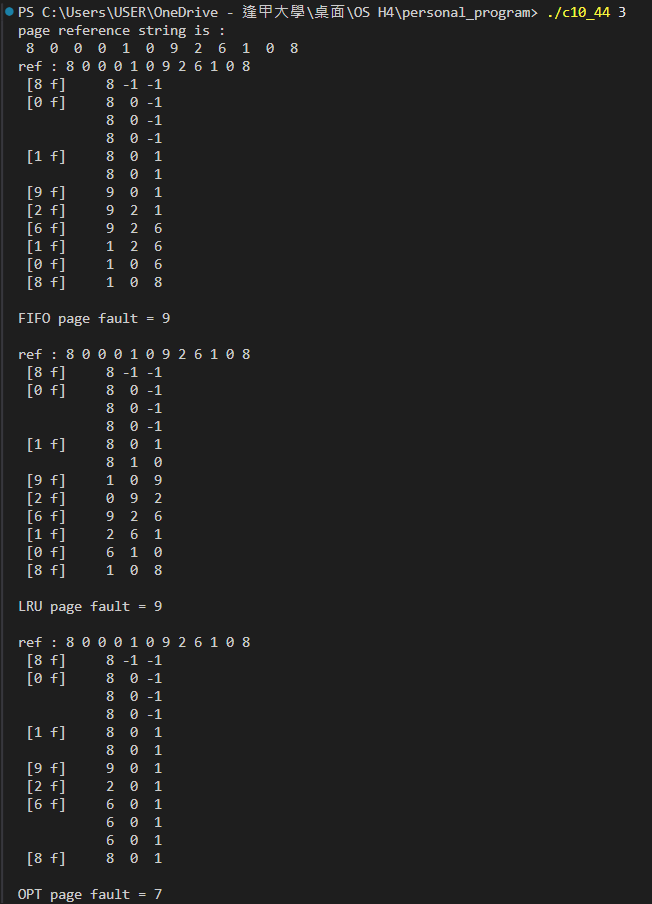 PS C:\Users\USER\OneDrive - 逢甲大學\桌面\OS H4\personal_program> ./c10_44 3
page reference string is :
8 0 0 0 1 0 9 2 6 1 0 8
ref : 8 0 0 0 1 0 9 2 6 1 0 8
[8 f] 8 -1 -1
[0 f] 8 0 -1
8 0 -1
8 0 -1
[1 f] 8 0 1
8 0 1
[9 f] 9 0 1
[2 f] 9 2 1
[6 f] 9 2 6
[1 f] 1 2 6
[0 f] 1 0 6
[8 f] 1 0 8
FIFO page fault = 9
ref : 8 0 0 0 1 0 9 2 6 1 0 8
[8 f] 8 -1 -1
[0 f] 8 0 -1
8 0 -1
8 0 -1
[1 f] 8 0 1
8 1 0
[9 f] 1 0 9
[2 f] 0 9 2
[6 f] 9 2 6
[1 f] 2 6 1
[0 f] 6 1 0
[8 f] 1 0 8
LRU page fault = 9
ref : 8 0 0 0 1 0 9 2 6 1 0 8
[8 f] 8 -1 -1
[0 f] 8 0 -1
8 0 -1
8 0 -1
[1 f] 8 0 1
8 0 1
[9 f] 9 0 1
[2 f] 2 0 1
[6 f] 6 0 1
6 0 1
6 0 1
[8 f] 8 0 1
OPT page fault = 7